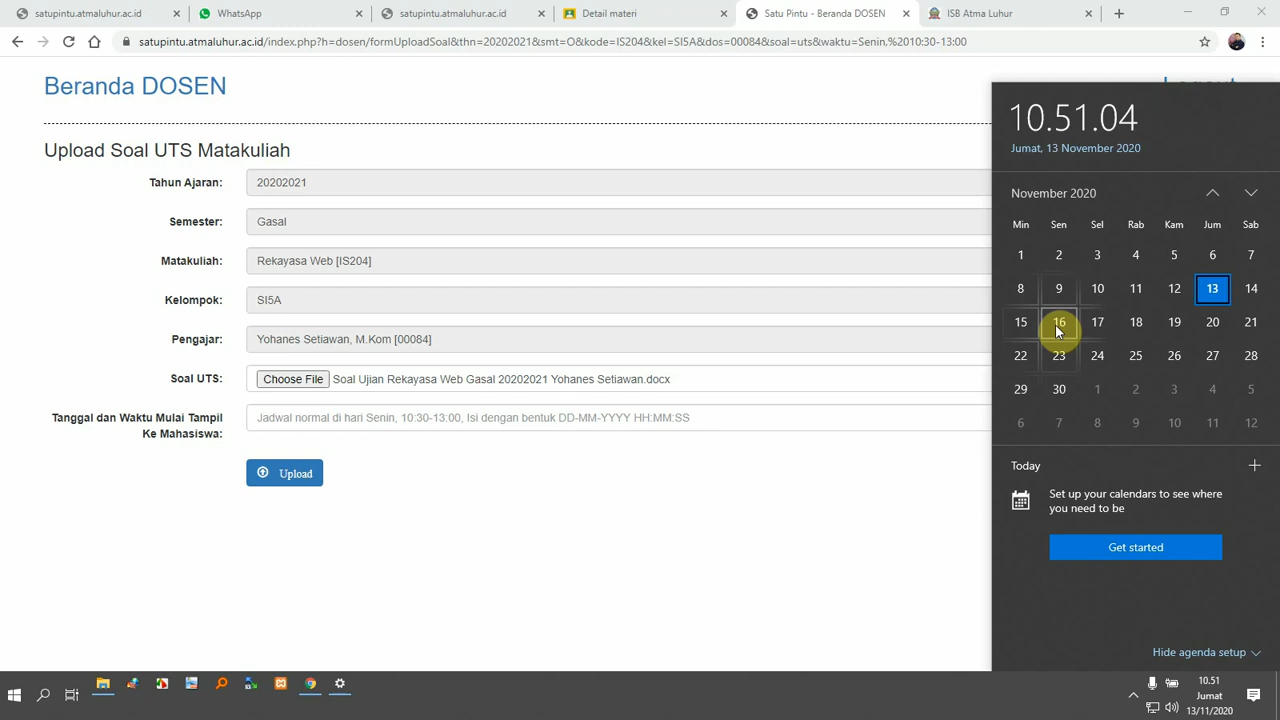 satupintu.atmaluhur.ac.id
WhatsApp
satupintu.atmaluhur.ac.id
Detail materi
Satu Pintu - Beranda DOSEN
ISB Atma Luhur
satupintu.atmaluhur.ac.id/index.php?h=dosen/formUploadSoal&thn=20202021&smt=O&kode=IS204&kel=SI5A&dos=00084&soal=uts&waktu=Senin,%2010:30-13:00
Beranda DOSEN
Upload Soal UTS Matakuliah
Tahun Ajaran: 20202021
Semester: Gasal
Matakuliah: Rekayasa Web [IS204]
Kelompok: SI5A
Pengajar: Yohanes Setiawan, M.Kom [00084]
Soal UTS: Choose File Soal Ujian Rekayasa Web Gasal 20202021 Yohanes Setiawan.docx
Tanggal dan Waktu Mulai Tampil
Ke Mahasiswa:
Jadwal normal di hari Senin, 10:30-13:00, Isi dengan bentuk DD-MM-YYYY HH:MM:SS
Upload
10.51.04
Jumat, 13 November 2020
November 2020
Min Sen Sel Rab Kam Jum Sab
1 2 3 4 5 6 7
8 9 10 11 12 13 14
15 16 17 18 19 20 21
22 23 24 25 26 27 28
29 30 1 2 3 4 5
6 7 8 9 10 11 12
Today
Set up your calendars to see where
you need to be
Get started
Hide agenda setup
10.51
Jumat
13/11/2020